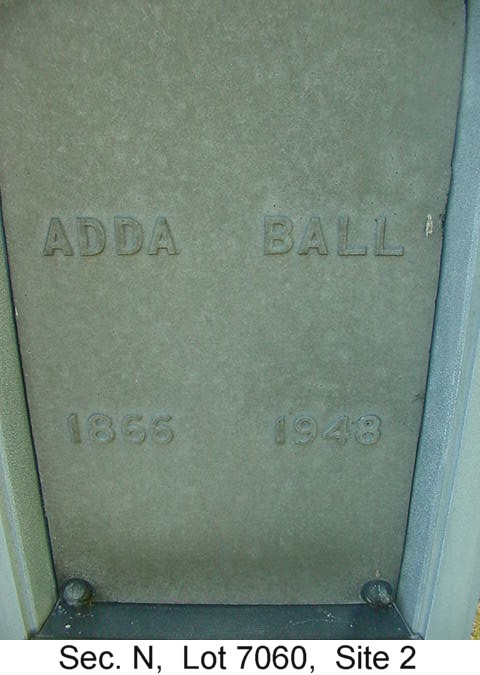 ADDA BALL
1866 1948
Sec. N, Lot 7060, Site 2